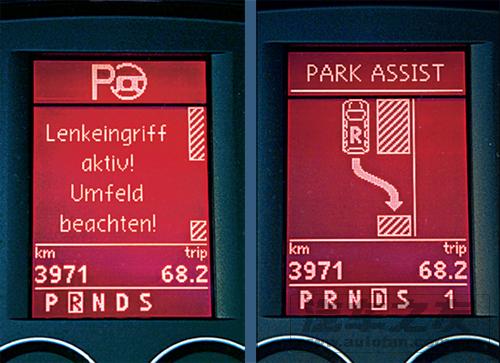 P
Lenkeingriff
aktiv!
Umfeld
beachten!
km trip
3971 68.2
P R N D S
PARK ASSIST
R
km trip
3971 68.2
P R N D S 1
www.autofan.com